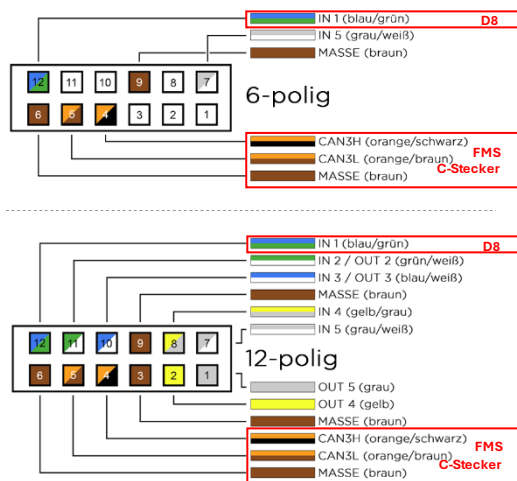 IN 1 (blau/grün) D8
IN 5 (grau/weiß)
MASSE (braun)
12 11 10 9 8 7
6 5 4 3 2 1
6-polig
CAN3H (orange/schwarz) FMS
CAN3L (orange/braun) C-Stecker
MASSE (braun)
IN 1 (blau/grün) D8
IN 2 / OUT 2 (grün/weiß)
IN 3 / OUT 3 (blau/weiß)
MASSE (braun)
IN 4 (gelb/grau)
IN 5 (grau/weiß)
12 11 10 9 8 7
6 5 4 3 2 1
12-polig
OUT 5 (grau)
OUT 4 (gelb)
MASSE (braun)
CAN3H (orange/schwarz) FMS
CAN3L (orange/braun) C-Stecker
MASSE (braun)